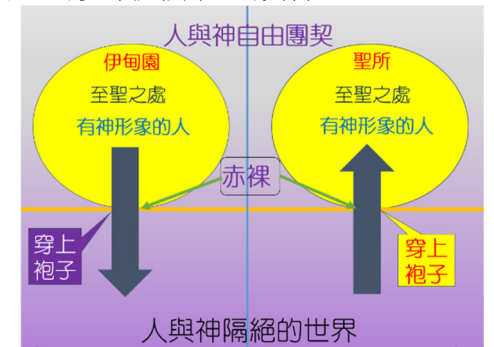 人與神自由團契
伊甸園
至聖之處
有神形象的人
聖所
至聖之處
有神形象的人
赤裸
穿上
袍子
穿上
袍子
人與神隔絕的世界